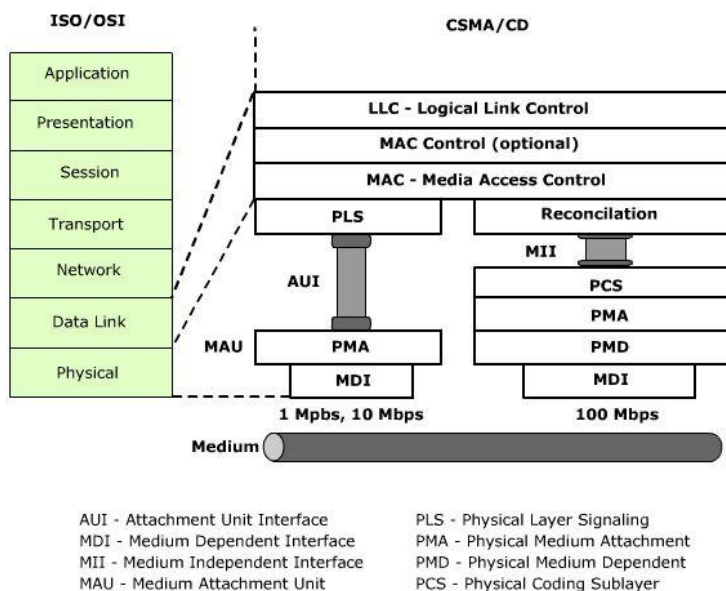 ISO/OSI
CSMA/CD
Application
Presentation
Session
Transport
Network
Data Link
Physical
LLC - Logical Link Control
MAC Control (optional)
MAC - Media Access Control
PLS
Reconcilation
AUI
MII
PCS
PMA
MAU
PMA
PMD
MDI
MDI
1 Mpbs, 10 Mbps
100 Mbps
Medium
AUI - Attachment Unit Interface
MDI - Medium Dependent Interface
MII - Medium Independent Interface
MAU - Medium Attachment Unit
PLS - Physical Layer Signaling
PMA - Physical Medium Attachment
PMD - Physical Medium Dependent
PCS - Physical Coding Sublayer